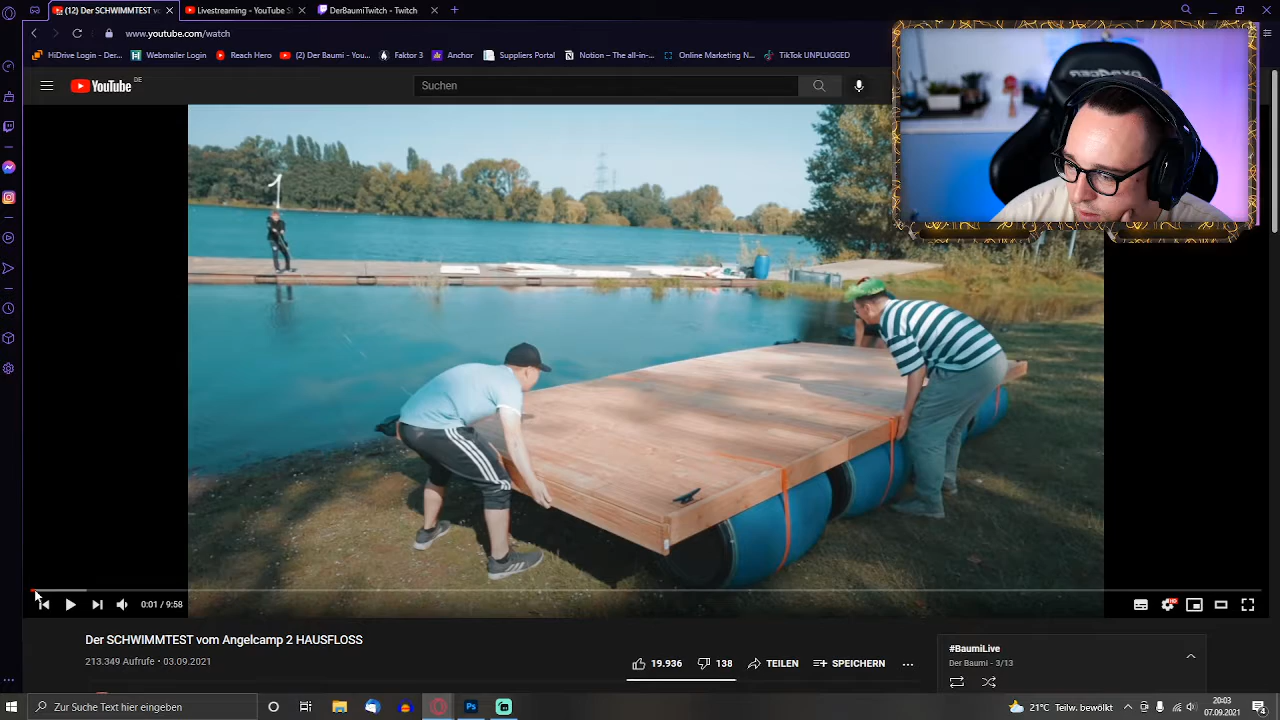 (12) Der SCHWIMMTEST vo
Livestreaming - YouTube St
DerBaumiTwitch - Twitch
www.youtube.com/watch
HiDrive Login - Der...
Webmailer Login
Reach Hero
(2) Der Baumi - You...
Faktor 3
Anchor
Suppliers Portal
Notion – The all-in-...
Online Marketing N...
TikTok UNPLUGGED
YouTube DE
Suchen
0:01 / 9:58
HD
Der SCHWIMMTEST vom Angelcamp 2 HAUSFLOSS
213.349 Aufrufe • 03.09.2021
19.936
138
TEILEN
SPEICHERN
#BaumiLive
Der Baumi - 3/13
Zur Suche Text hier eingeben
Ps
21°C Teilw. bewölkt
20:03
07.09.2021